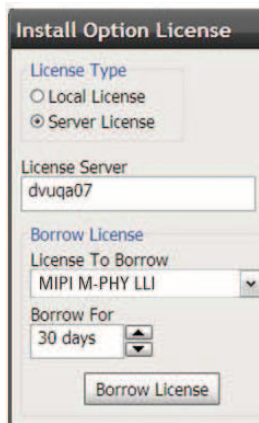 Install Option License
License Type
Local License
Server License
License Server
dvuqa07
Borrow License
License To Borrow
MIPI M-PHY LLI
Borrow For
30 days
Borrow License